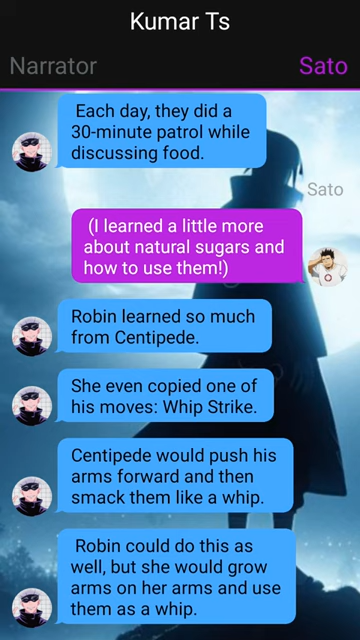 Kumar Ts
Narrator
Sato
Each day, they did a
30-minute patrol while
discussing food.
Sato
(I learned a little more
about natural sugars and
how to use them!)
Robin learned so much
from Centipede.
She even copied one of
his moves: Whip Strike.
Centipede would push his
arms forward and then
smack them like a whip.
Robin could do this as
well, but she would grow
arms on her arms and use
them as a whip.